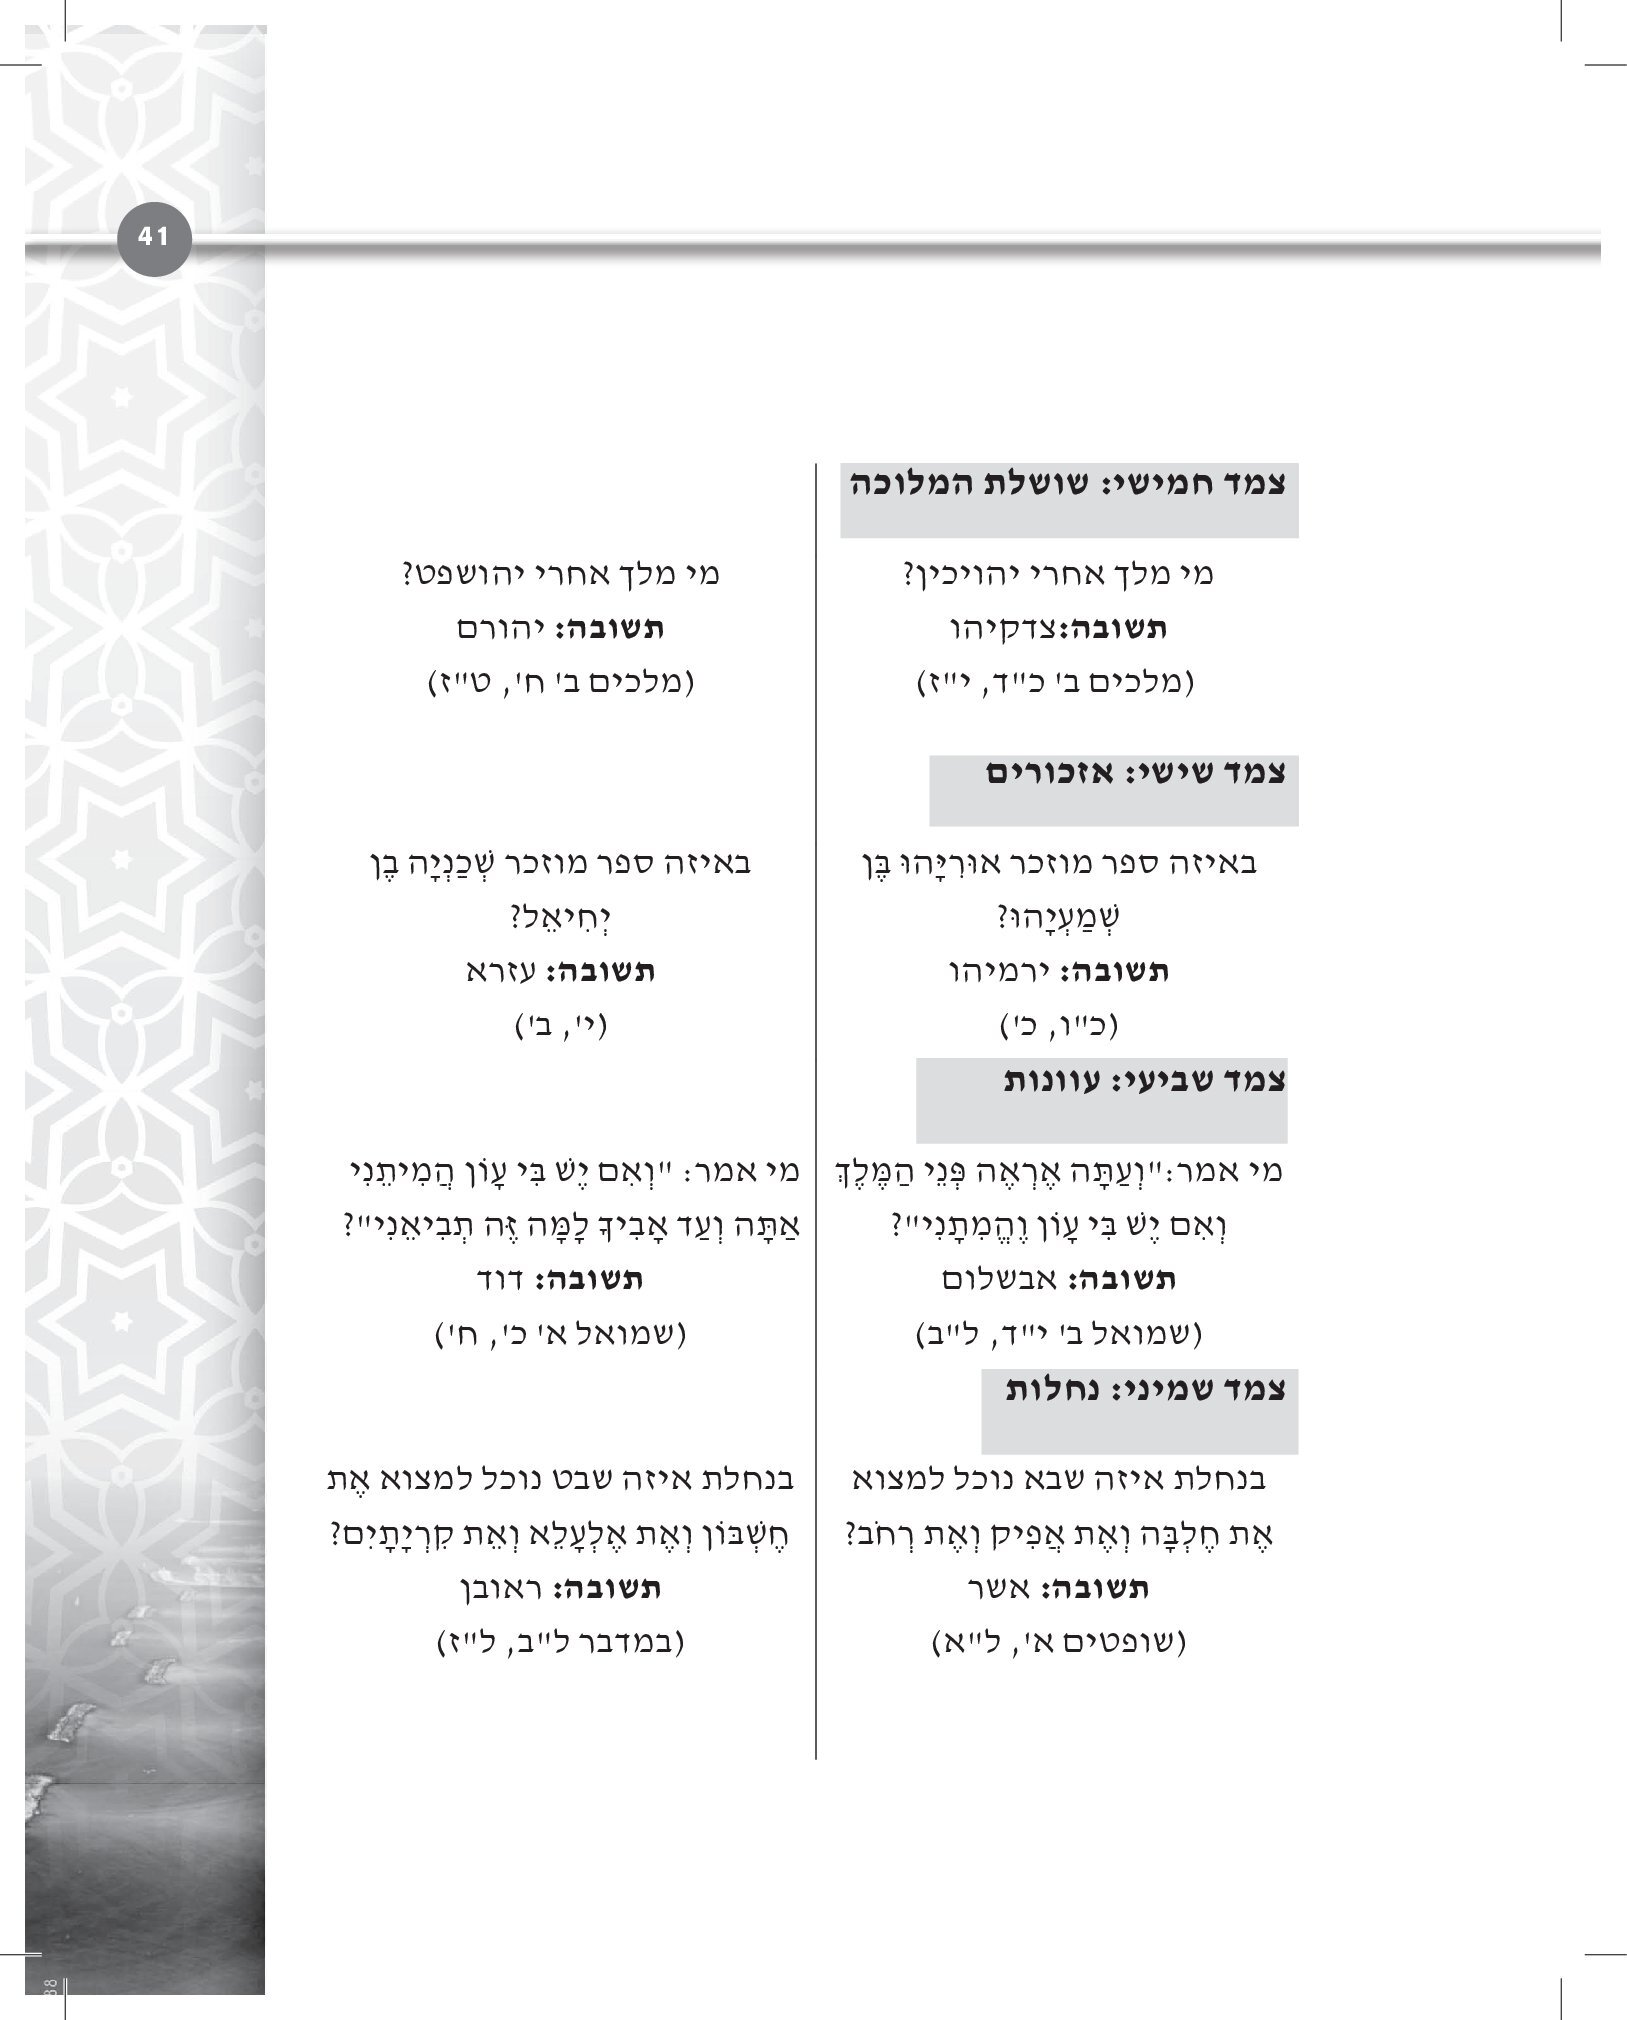 41
צמד חמישי: שושלת המלוכה
מי מלך אחרי יהויכין?
תשובה:צדקיהו
(מלכים ב' כ"ד, י"ז)
מי מלך אחרי יהושפט?
תשובה: יהורם
(מלכים ב' ח', ט"ז)
צמד שישי: אזכורים
באיזה ספר מוזכר אוּרִיָּהוּ בֶּן
שְׁמַעְיָהוּ?
תשובה: ירמיהו
(כ"ו, כ')
באיזה ספר מוזכר שְׁכַנְיָה בֶן
יְחִיאֵל?
תשובה: עזרא
(י', ב')
צמד שביעי: עוונות
מי אמר:"וְעַתָּה אֶרְאֶה פְּנֵי הַמֶּלֶךְ
וְאִם יֶשׁ בִּי עָוֹן וֶהֱמִתָנִי"?
תשובה: אבשלום
(שמואל ב' י"ד, ל"ב)
מי אמר: "וְאִם יֶשׁ בִּי עָוֹן הֲמִיתֵנִי
אַתָּה וְעַד אָבִיךָ לָמָּה זֶּה תְבִיאֵנִי"?
תשובה: דוד
(שמואל א' כ', ח')
צמד שמיני: נחלות
בנחלת איזה שבא נוכל למצוא
אֶת חֶלְבָּה וְאֶת אֲפִיק וְאֶת רְחֹב?
תשובה: אשר
(שופטים א', ל"א)
בנחלת איזה שבט נוכל למצוא אֶת
חֶשְׁבּוֹן וְאֶת אֶלְעָלֵא וְאֵת קִרְיָתָיִם?
תשובה: ראובן
(במדבר ל"ב, ל"ז)